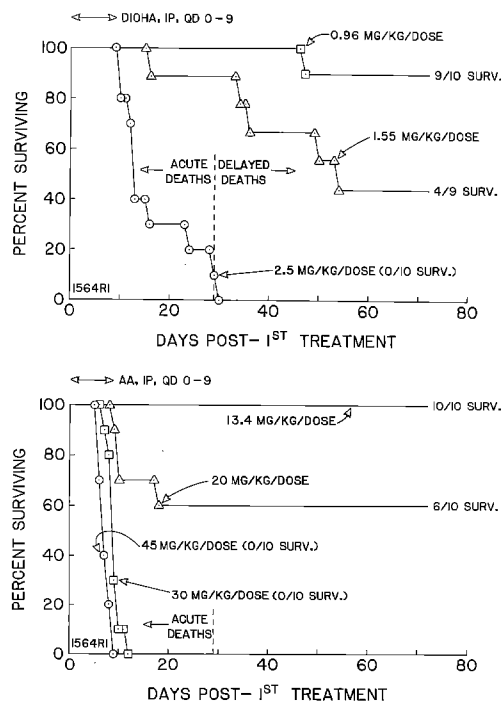 DIOHA, IP, QD 0-9
0.96 MG/KG/DOSE
100
80
60
40
20
0
PERCENT SURVIVING
9/10 SURV.
1.55 MG/KG/DOSE
ACUTE DEATHS
DELAYED DEATHS
4/9 SURV.
2.5 MG/KG/DOSE (0/10 SURV.)
1564RI
0 20 40 60 80
DAYS POST-1ST TREATMENT
AA, IP, QD 0-9
100
80
60
40
20
0
PERCENT SURVIVING
10/10 SURV.
13.4 MG/KG/DOSE
20 MG/KG/DOSE
6/10 SURV.
45 MG/KG/DOSE (0/10 SURV.)
30 MG/KG/DOSE (0/10 SURV.)
ACUTE DEATHS
1564RI
0 20 40 60 80
DAYS POST-1ST TREATMENT